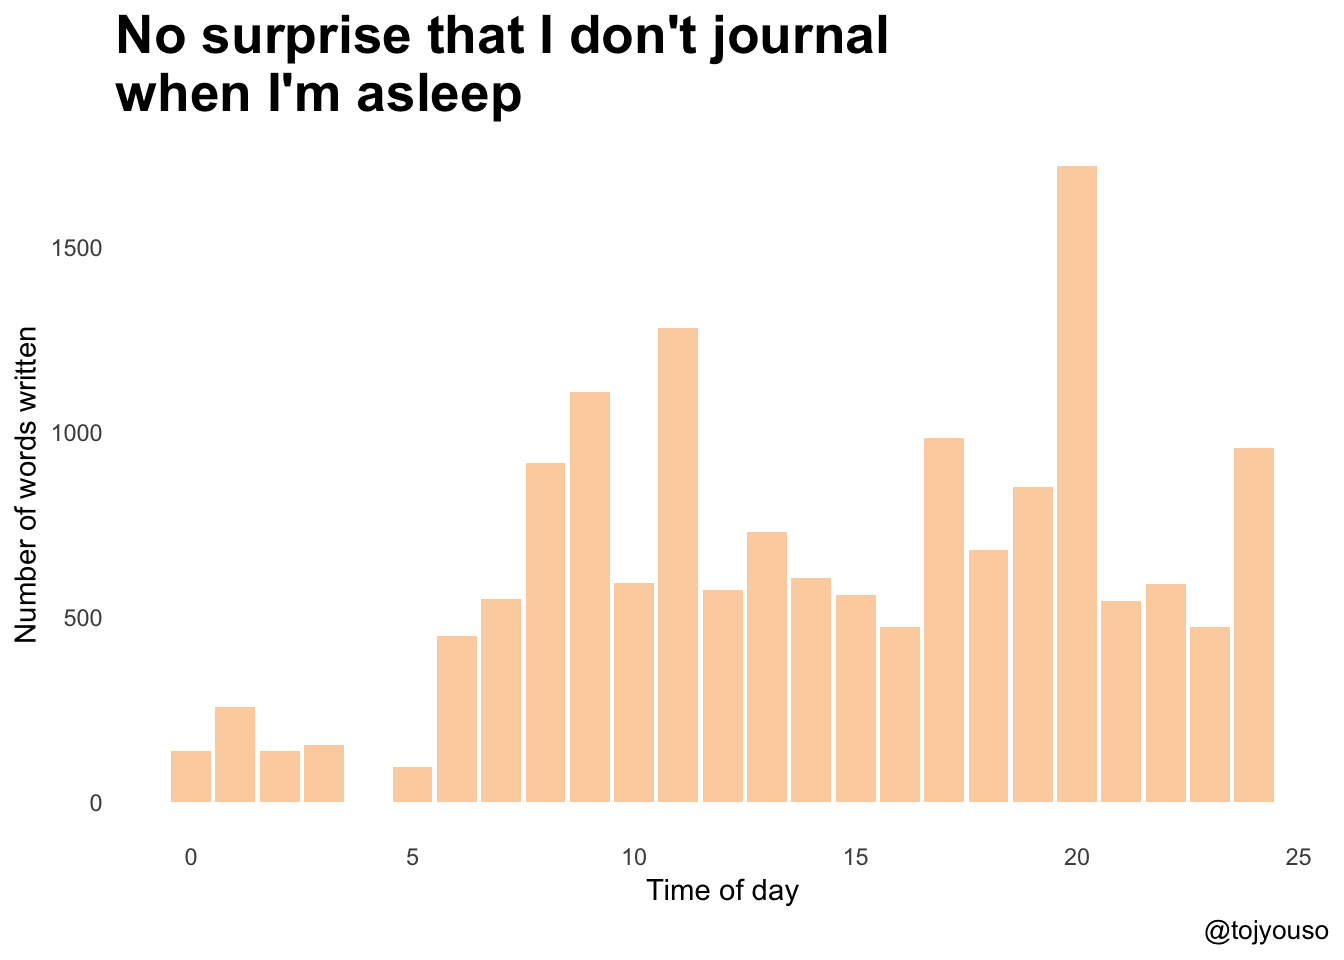 No surprise that I don't journal
when I'm asleep
Number of words written
1500
1000
500
0
0 5 10 15 20 25
Time of day
@tojyouso